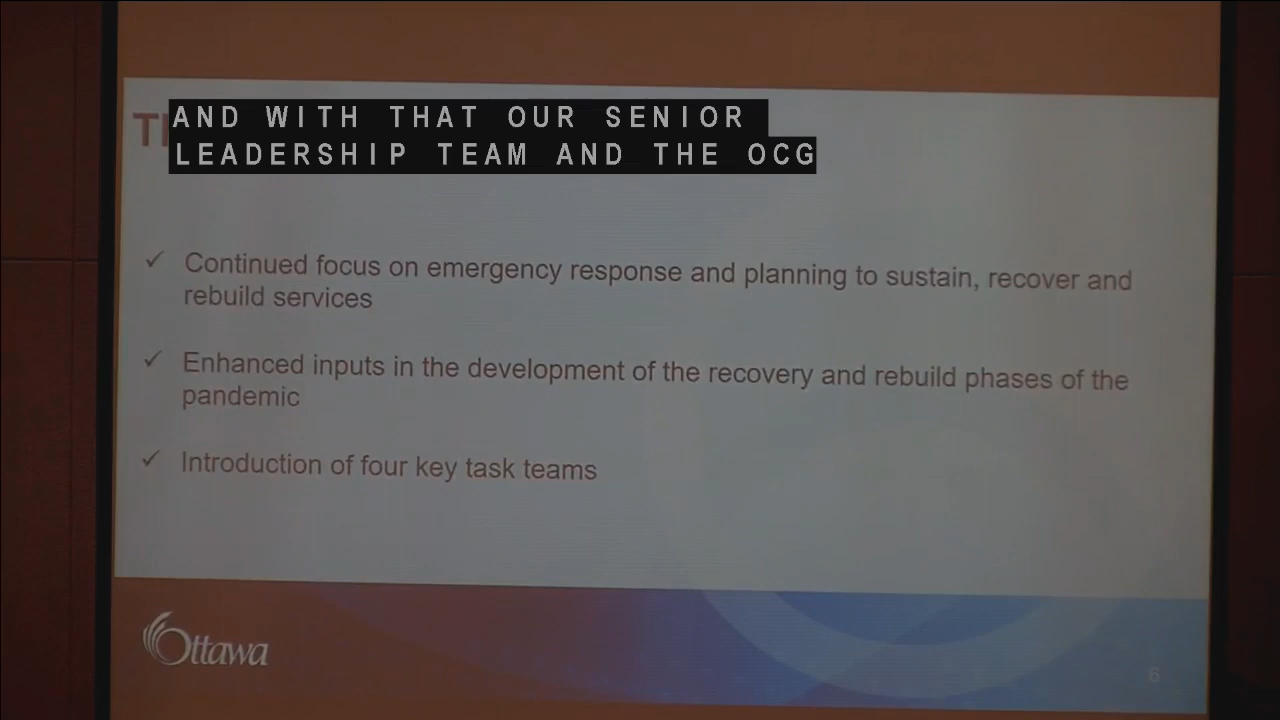 AND WITH THAT OUR SENIOR
LEADERSHIP TEAM AND THE OCG
✓ Continued focus on emergency response and planning to sustain, recover and
rebuild services
✓ Enhanced inputs in the development of the recovery and rebuild phases of the
pandemic
✓ Introduction of four key task teams
Ottawa
6